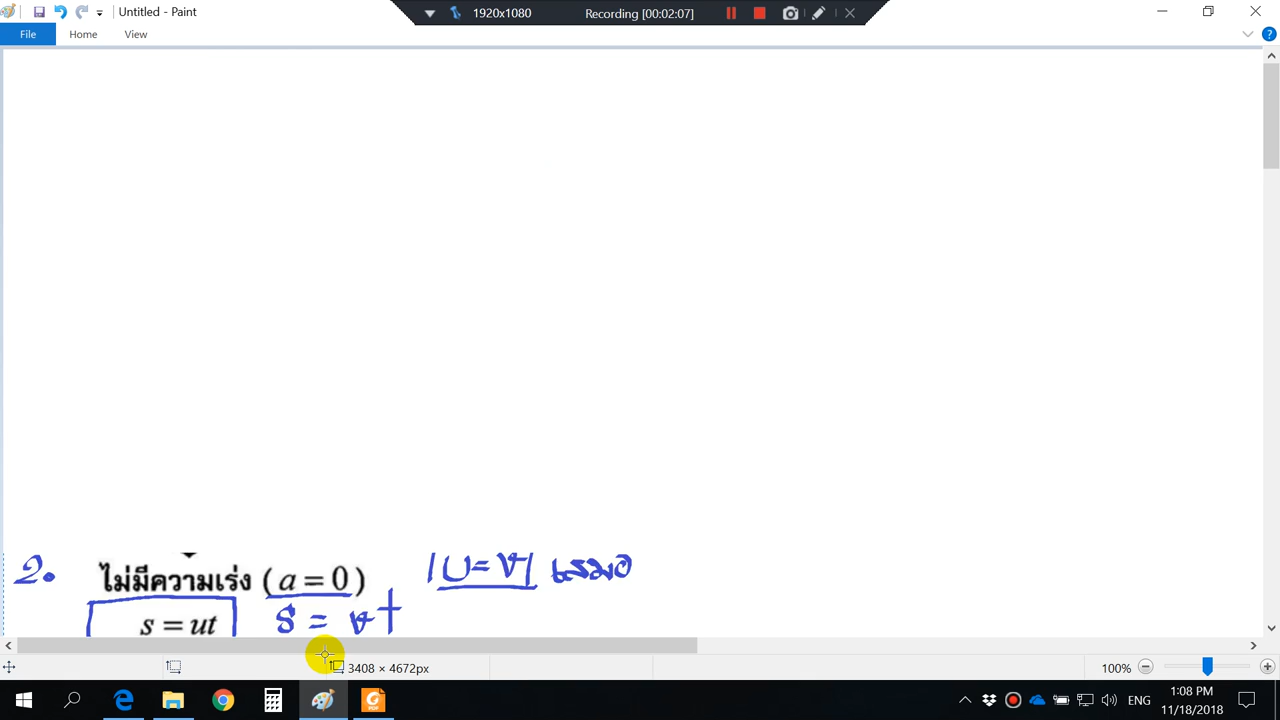 Untitled - Paint
1920x1080
Recording [00:02:07]
File Home View
2. ไม่มีความเร่ง (a = 0) |u = v| เสมอ
s = ut s = vt
3408 × 4672px
100%
ENG
1:08 PM
11/18/2018